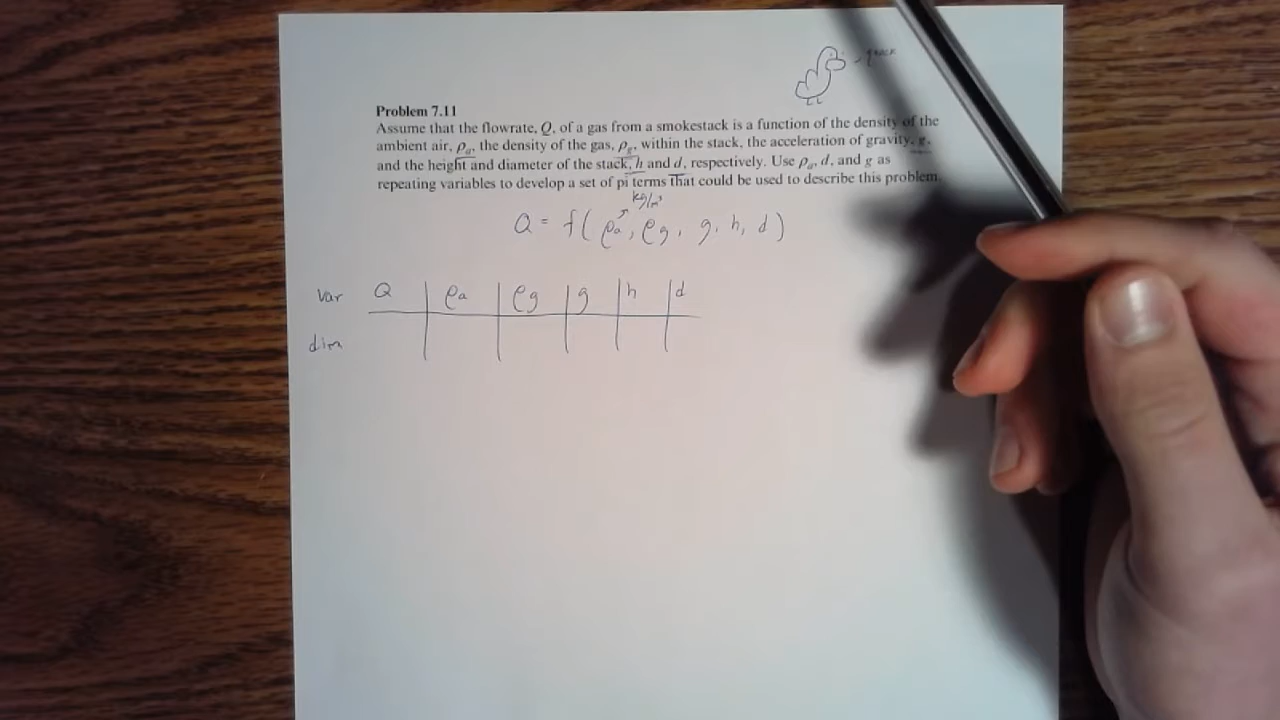 - quack
Problem 7.11
Assume that the flowrate, Q, of a gas from a smokestack is a function of the density of the
ambient air, ρa, the density of the gas, ρg, within the stack, the acceleration of gravity, g,
and the height and diameter of the stack, h and d, respectively. Use ρa, d, and g as
repeating variables to develop a set of pi terms that could be used to describe this problem.
kg/m³
Q = f(ρa, ρg, g, h, d)
var Q ρa ρg g h d
dim